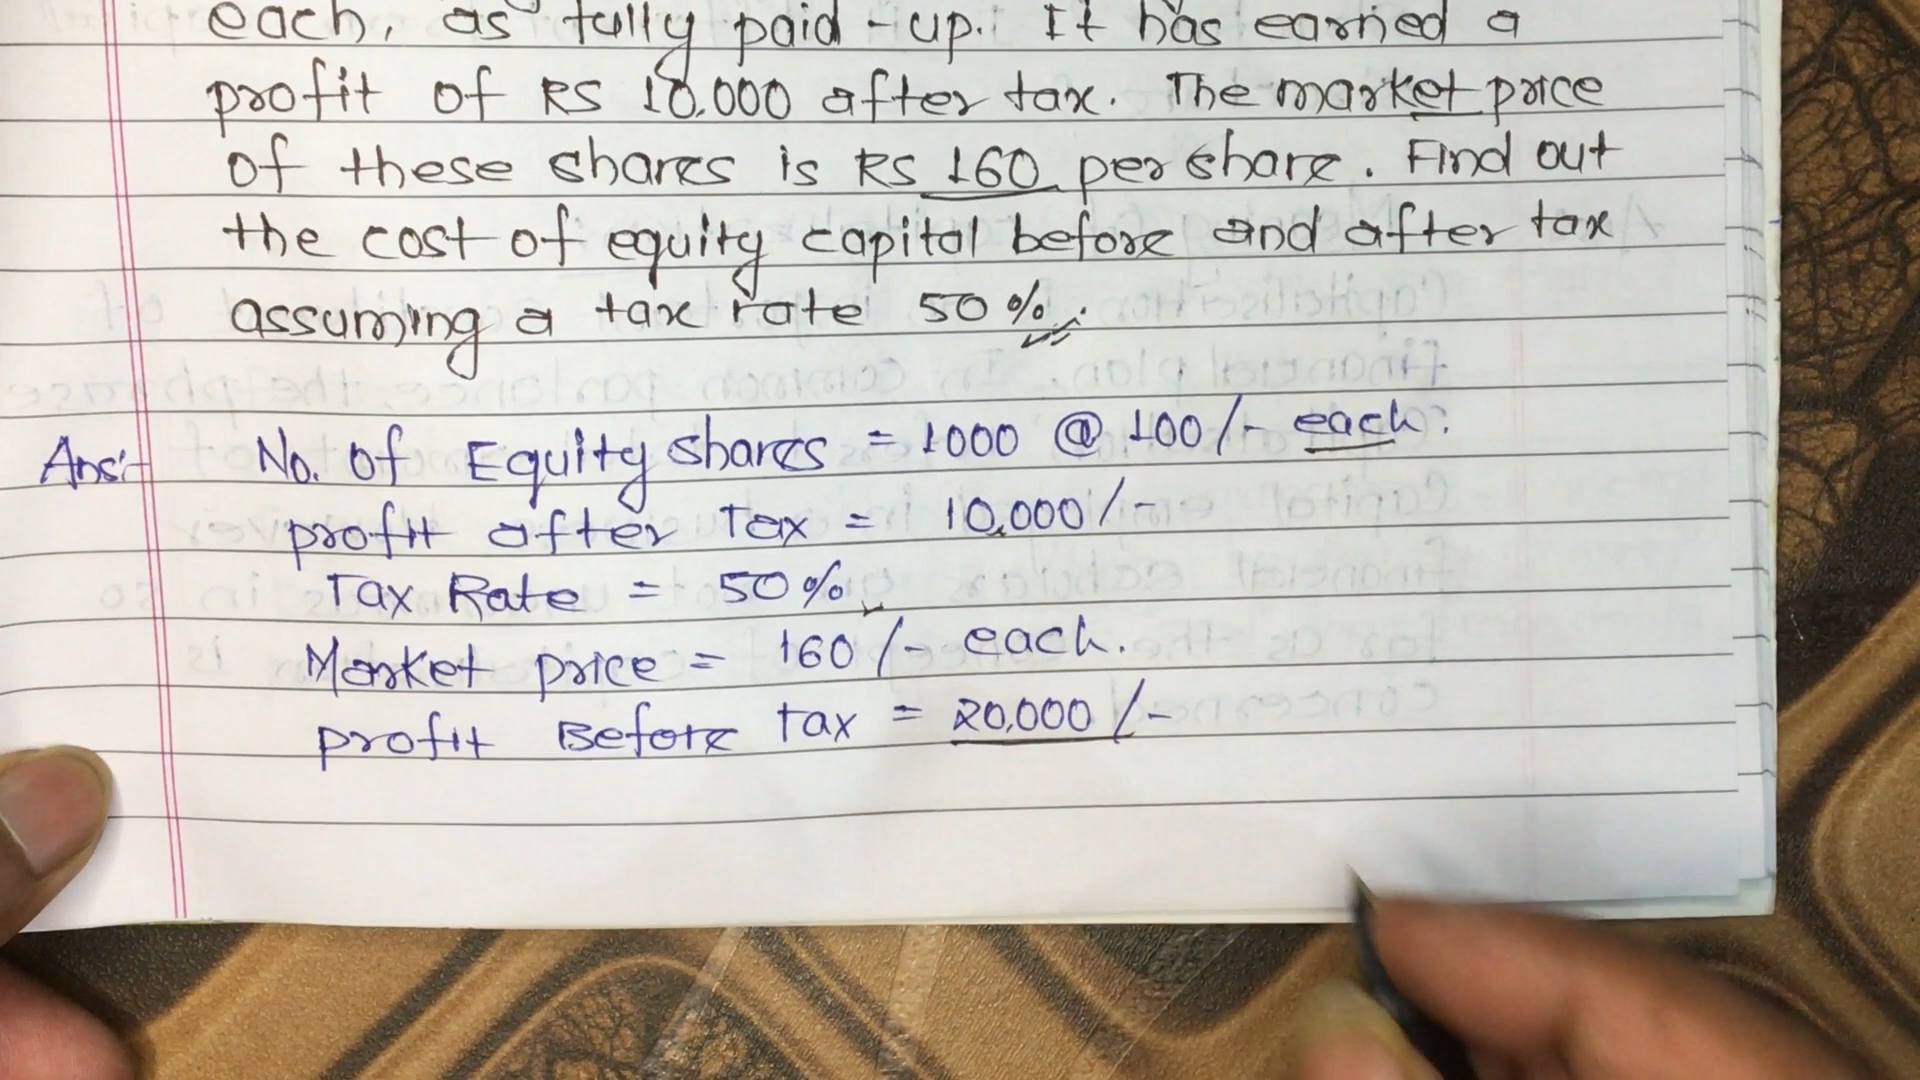 each, as fully paid-up. It has earned a
profit of RS 10,000 after tax. The market price
of these shares is RS 160 per share. Find out
the cost of equity capital before and after tax
assuming a tax rate 50%.
Ans:- No. of Equity shares = 1000 @ 100/- each.
profit after Tax = 10,000/-
Tax Rate = 50%
Market price = 160/- each.
profit Before tax = 20,000/-